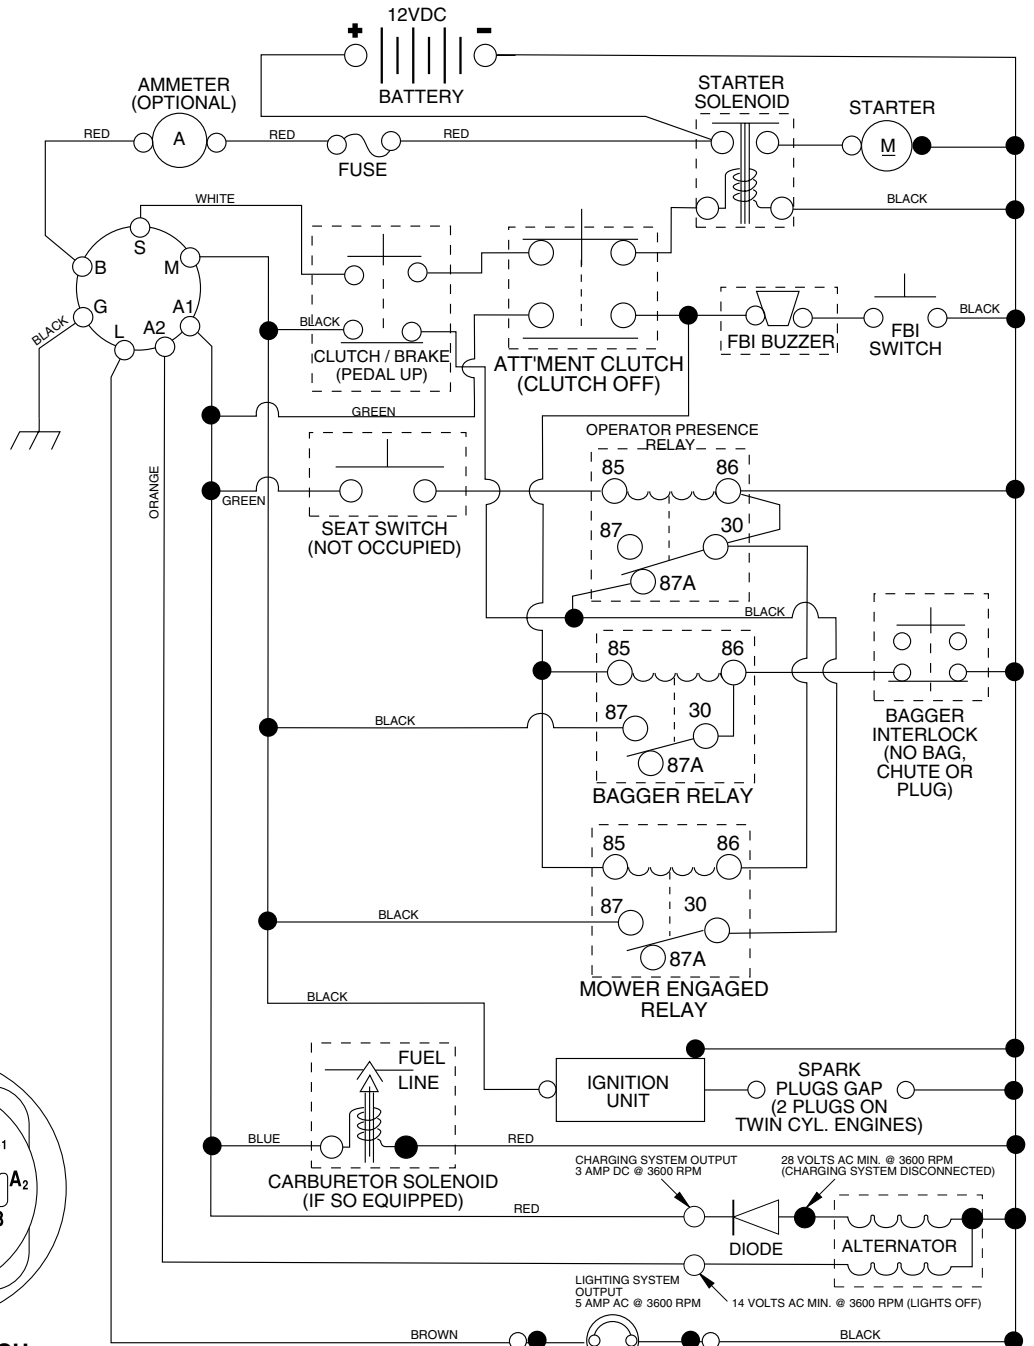 12VDC
+
-
BATTERY
AMMETER
(OPTIONAL)
STARTER
SOLENOID
STARTER
RED
A
RED
FUSE
RED
M
WHITE
BLACK
S
B
M
G
A1
L
A2
BLACK
BLACK
CLUTCH / BRAKE
(PEDAL UP)
ATT'MENT CLUTCH
(CLUTCH OFF)
FBI BUZZER
FBI
SWITCH
BLACK
GREEN
OPERATOR PRESENCE
RELAY
85
86
GREEN
ORANGE
SEAT SWITCH
(NOT OCCUPIED)
87
30
87A
BLACK
85
86
BLACK
87
30
87A
BAGGER RELAY
BAGGER
INTERLOCK
(NO BAG,
CHUTE OR
PLUG)
85
86
BLACK
87
30
87A
MOWER ENGAGED
RELAY
BLACK
FUEL
LINE
IGNITION
UNIT
SPARK
PLUGS GAP
(2 PLUGS ON
TWIN CYL. ENGINES)
BLUE
RED
CARBURETOR SOLENOID
(IF SO EQUIPPED)
CHARGING SYSTEM OUTPUT
3 AMP DC @ 3600 RPM
28 VOLTS AC MIN. @ 3600 RPM
(CHARGING SYSTEM DISCONNECTED)
1
A2
RED
DIODE
ALTERNATOR
LIGHTING SYSTEM
OUTPUT
5 AMP AC @ 3600 RPM
14 VOLTS AC MIN. @ 3600 RPM (LIGHTS OFF)
BROWN
BLACK